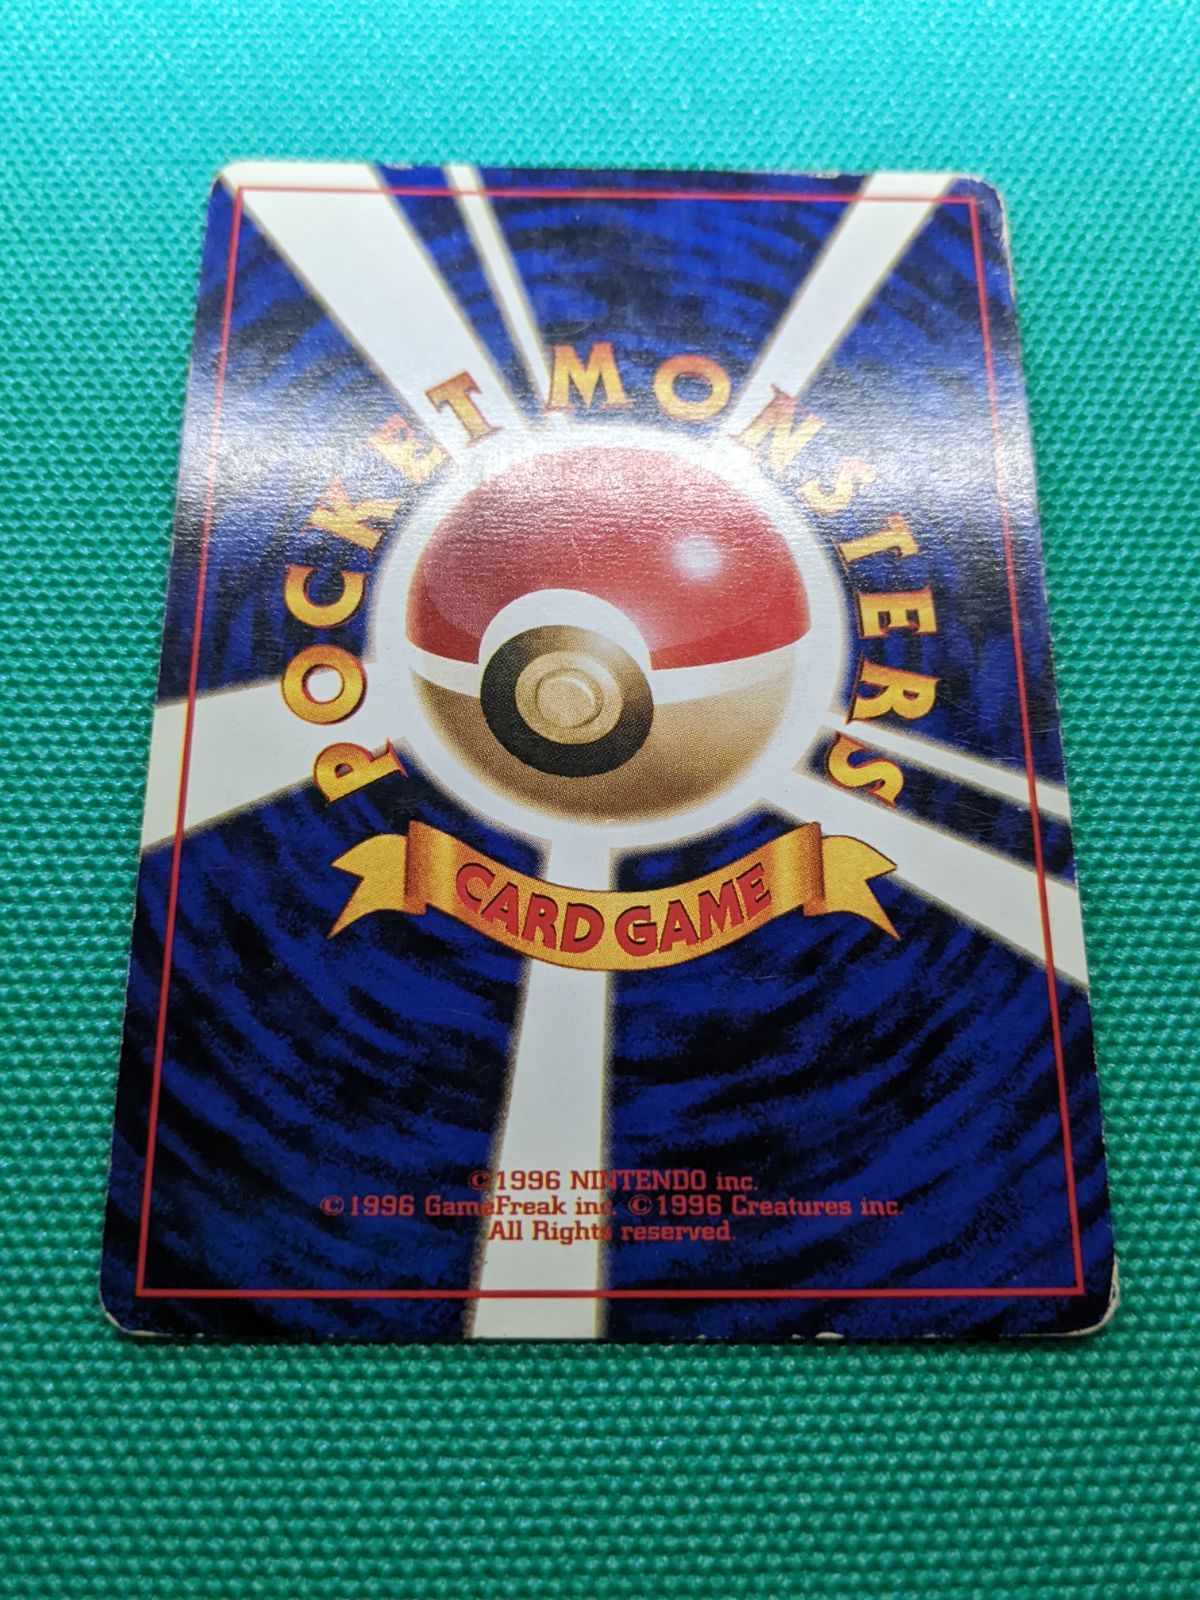 POCKET MONSTERS
CARD GAME
©1996 NINTENDO inc.
©1996 GameFreak inc. ©1996 Creatures inc.
All Rights reserved.